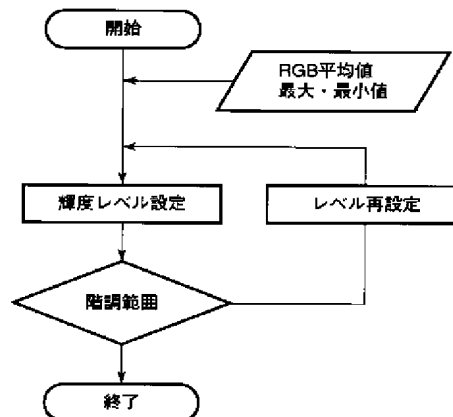 開始
RGB平均値
最大・最小値
輝度レベル設定
レベル再設定
階調範囲
終了